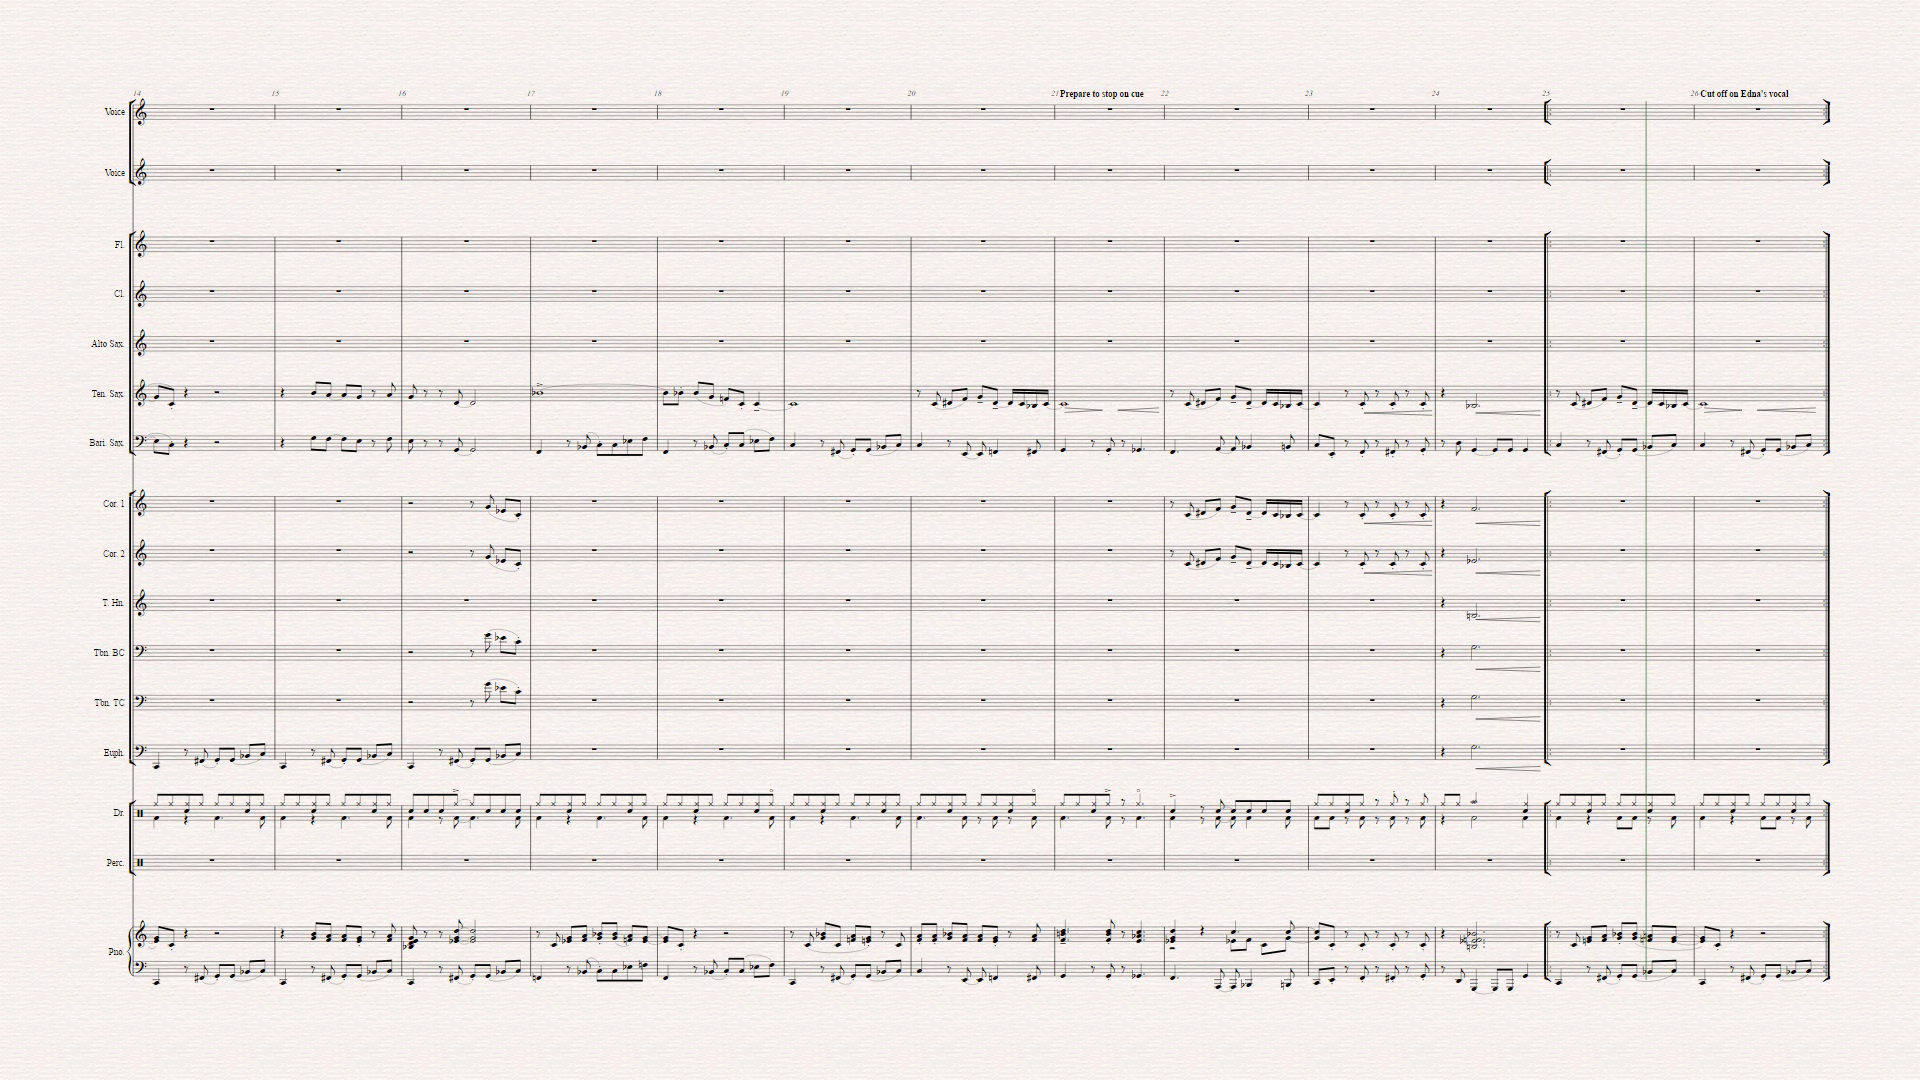 14 15 16 17 18 19 20 21 Prepare to stop on cue 22 23 24 25 26 Cut off on Edna's vocal
Voice
Voice
Fl.
Cl.
Alto Sax.
Ten. Sax.
Bari. Sax.
Cor. 1
Cor. 2
T. Hn.
Tbn. BC
Tbn. TC
Euph.
Dr.
Perc.
Pno.